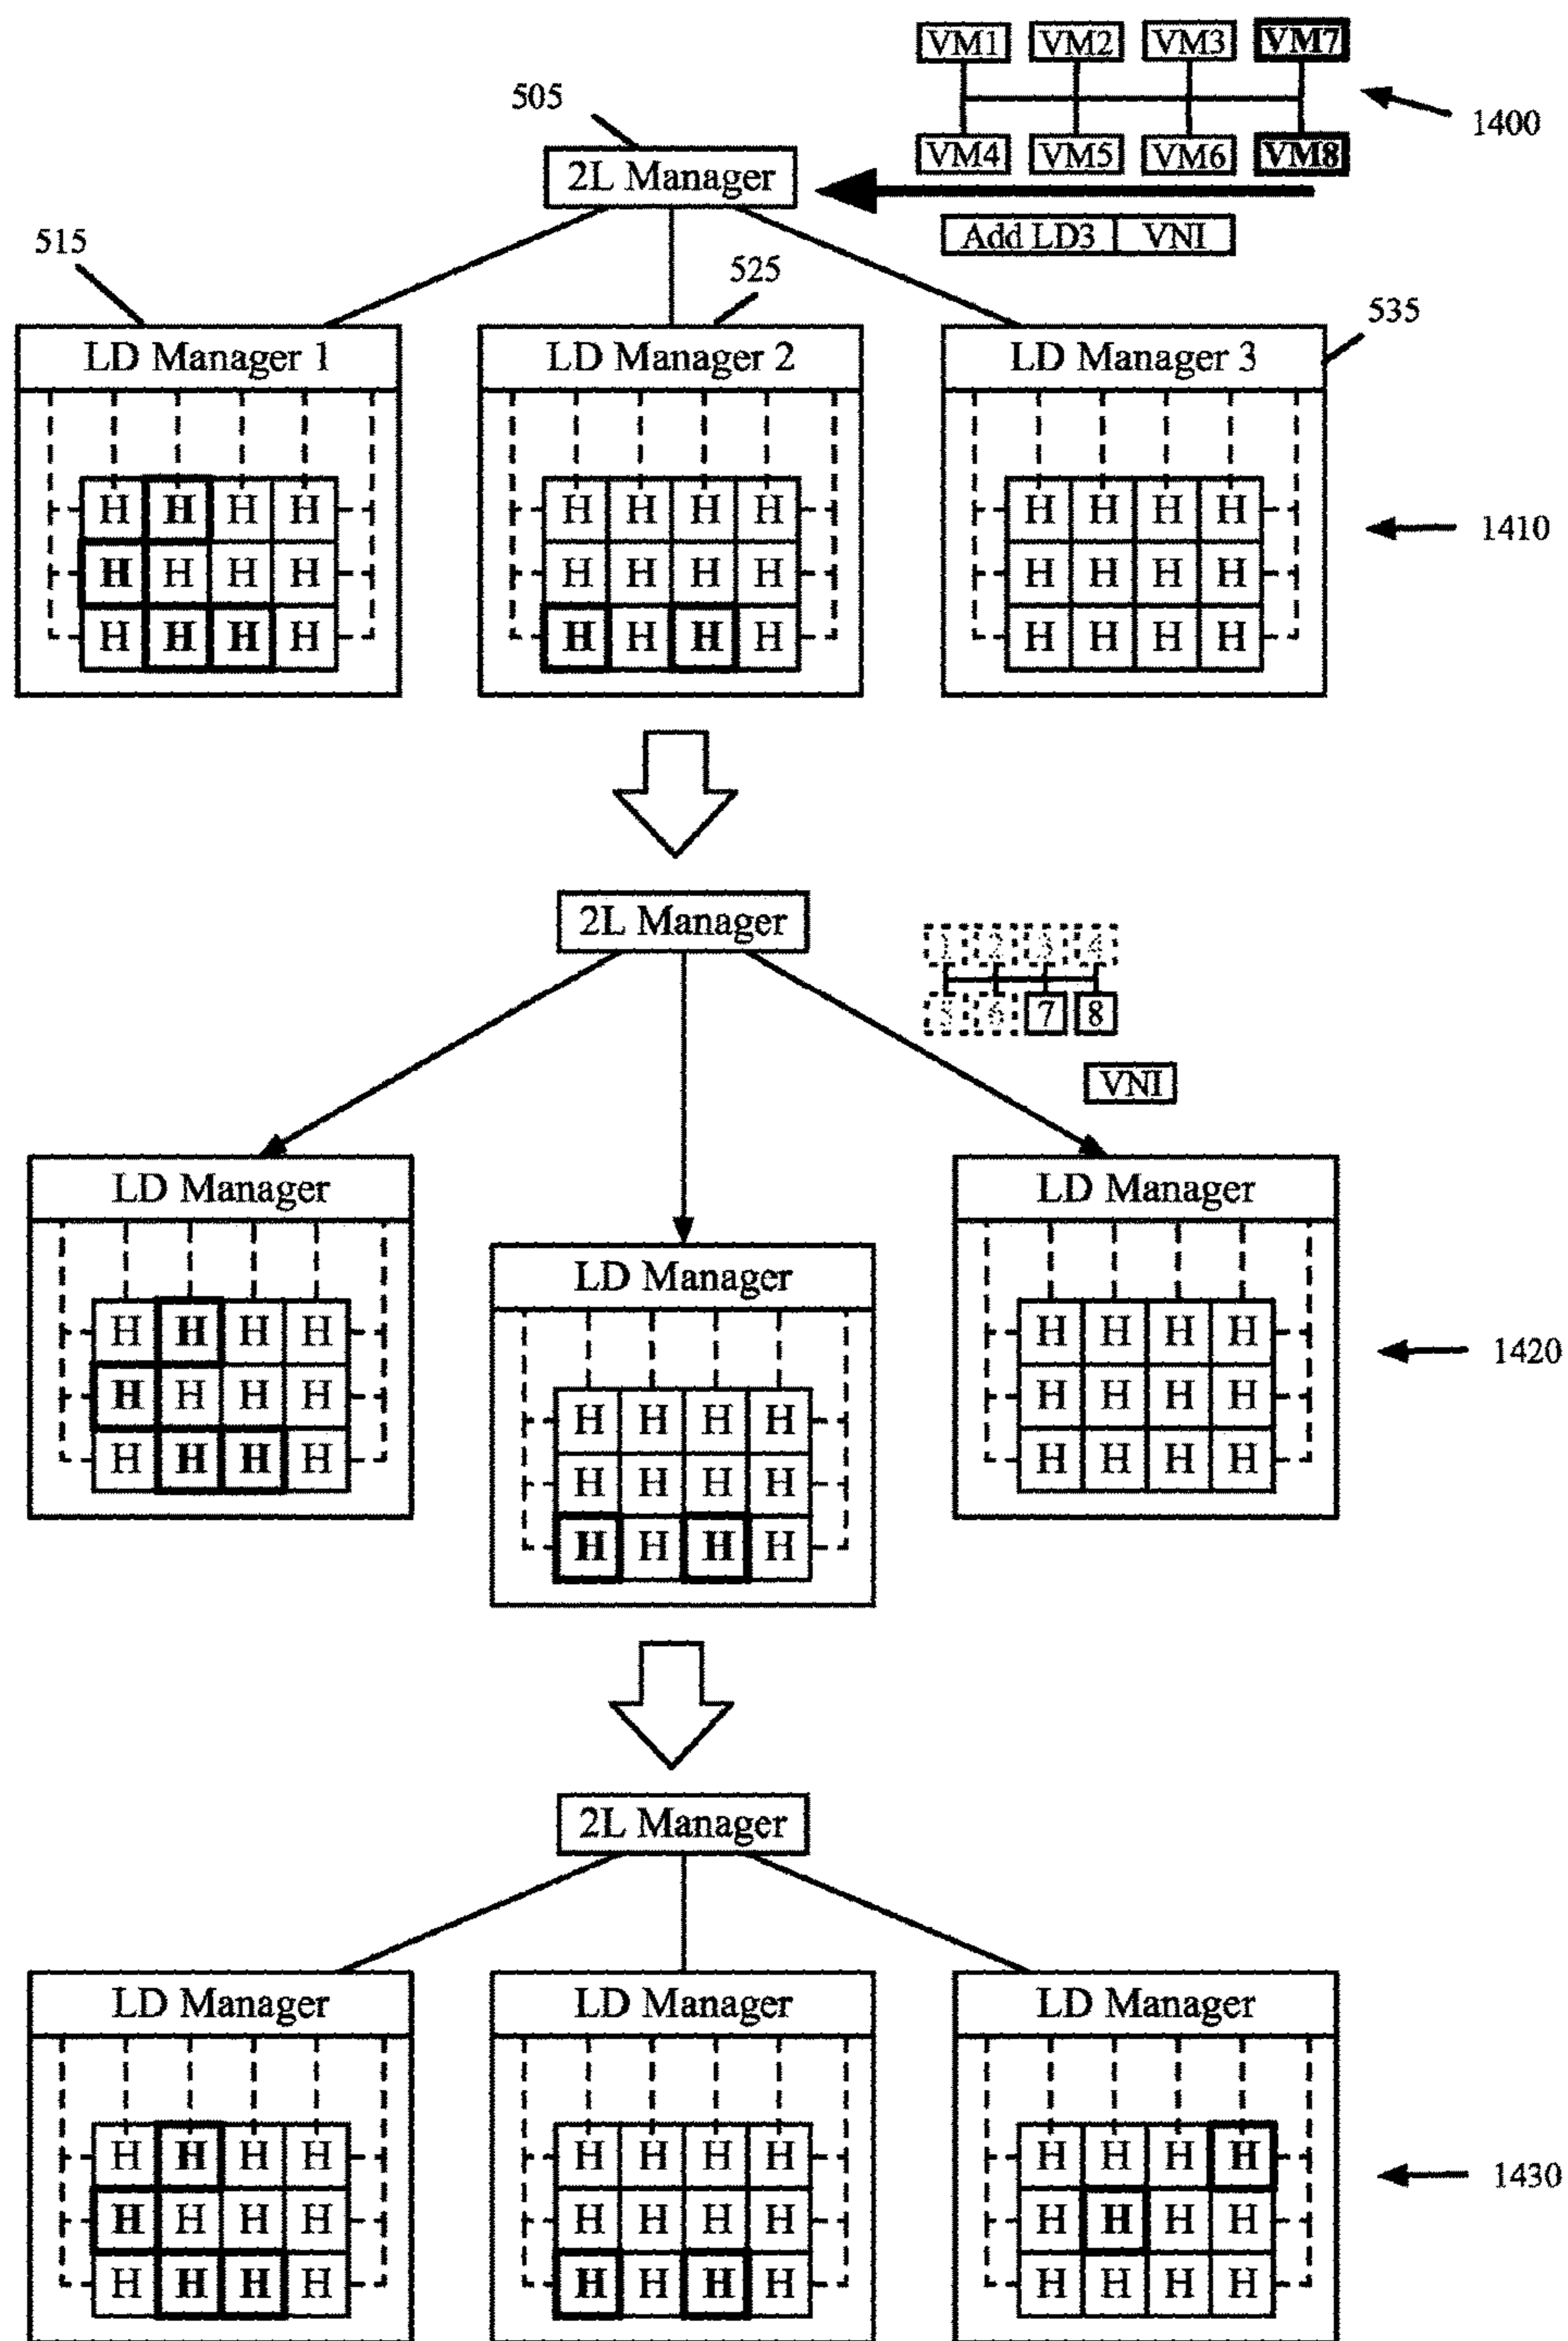 VM1 VM2 VM3 VM7
1400
505
VM4 VM5 VM6 VM8
2L Manager
Add LD3 VNI
515
525
535
LD Manager 1 LD Manager 2 LD Manager 3
H H H H H H H H H H H H
1410
H H H H H H H H H H H H
H H H H H H H H H H H H
2L Manager
1 2 3 4
5 6 7 8
VNI
LD Manager LD Manager
LD Manager
H H H H H H H H
1420
H H H H H H H H
H H H H
H H H H H H H H
H H H H
H H H H
2L Manager
LD Manager LD Manager LD Manager
H H H H H H H H H H H H
1430
H H H H H H H H H H H H
H H H H H H H H H H H H